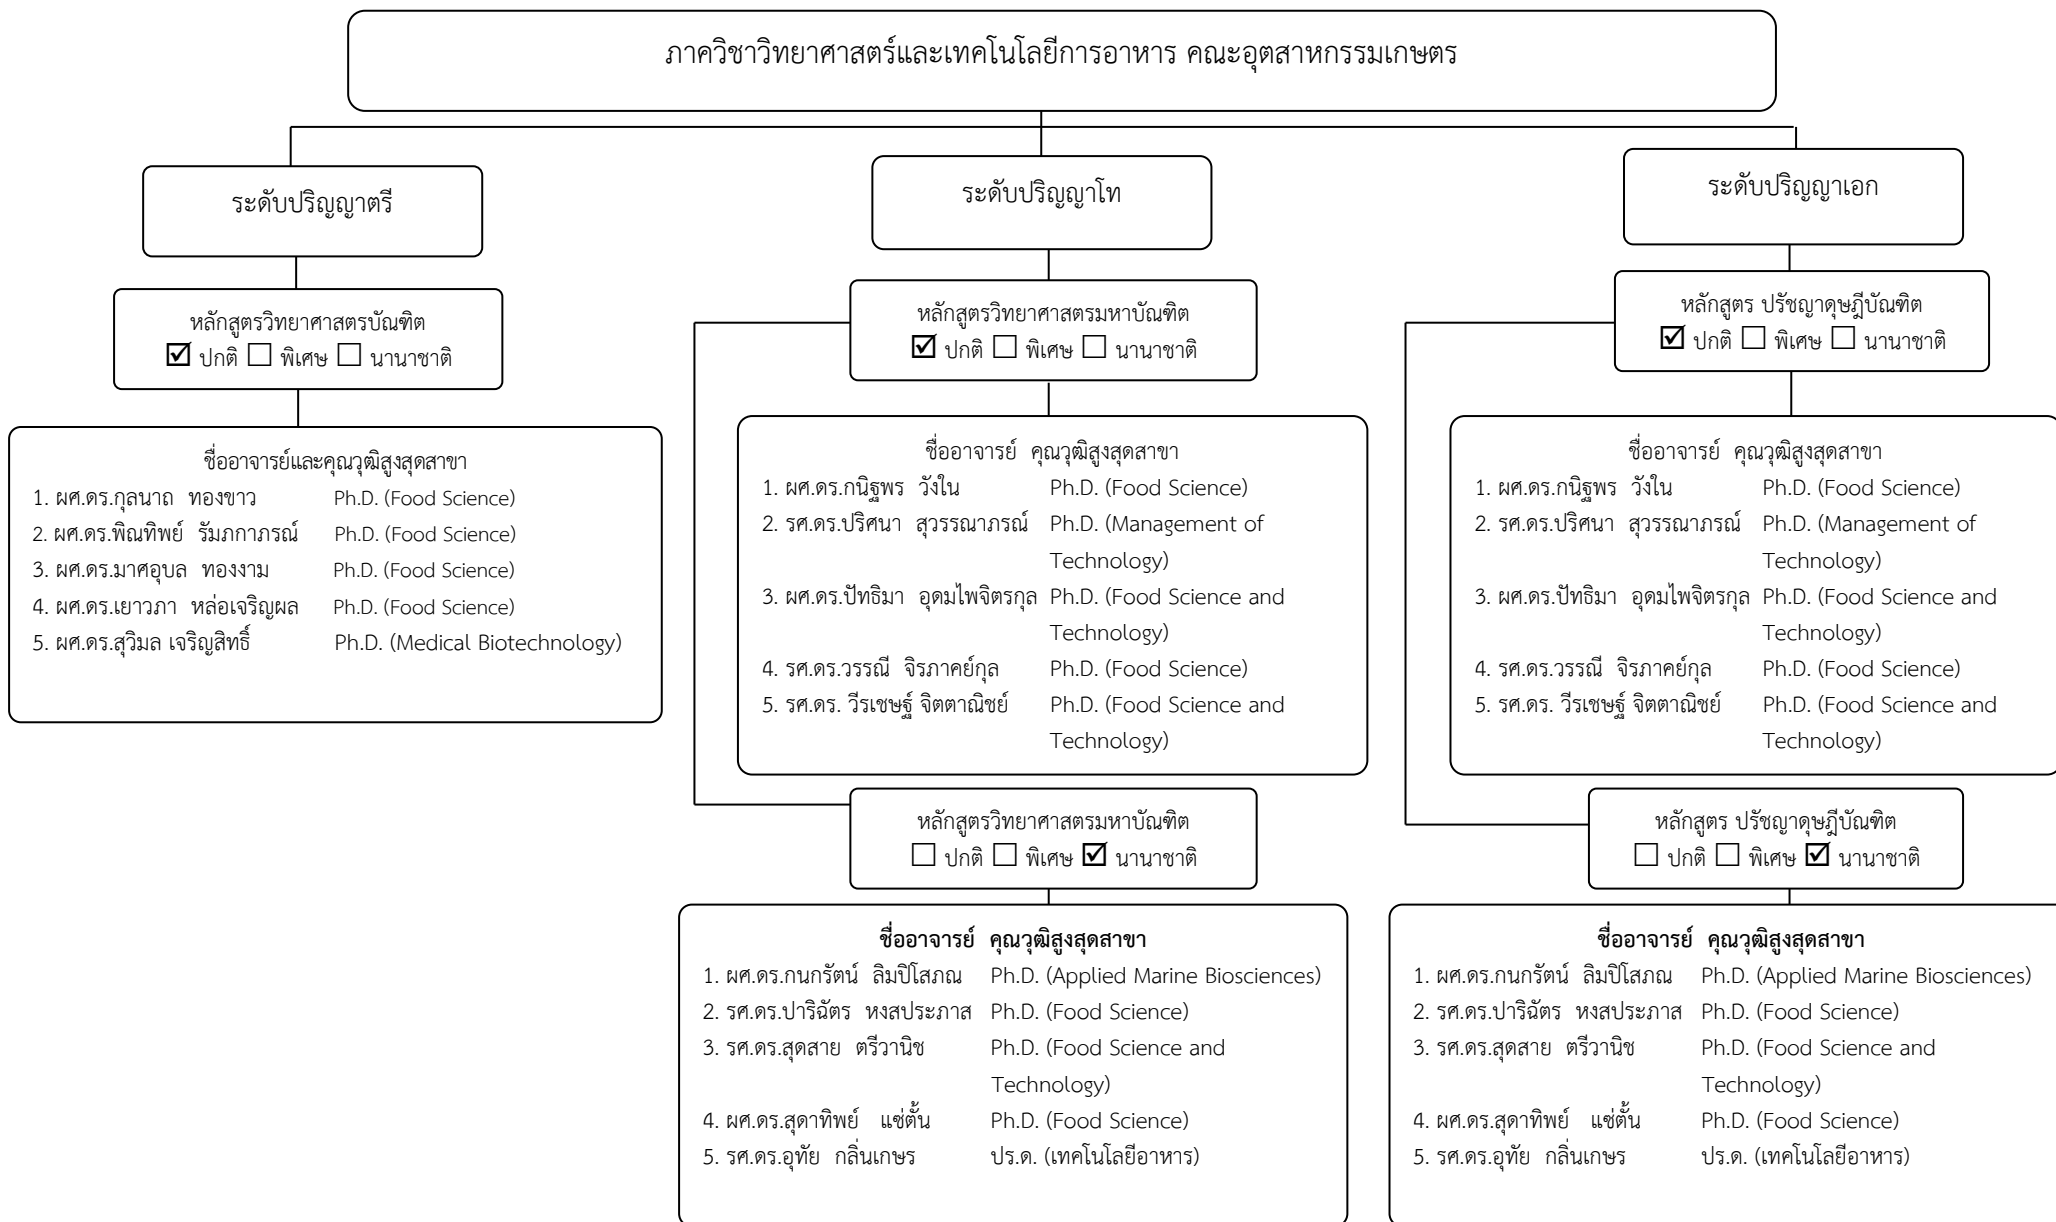 ภาควิชาวิทยาศาสตร์และเทคโนโลยีการอาหาร คณะอุตสาหกรรมเกษตร
ระดับปริญญาตรี
หลักสูตรวิทยาศาสตรบัณฑิต
☑ ปกติ ☐ พิเศษ ☐ นานาชาติ
ชื่ออาจารย์และคุณวุฒิสูงสุดสาขา
1. ผศ.ดร.กุลนาถ ทองขาว Ph.D. (Food Science)
2. ผศ.ดร.พิณทิพย์ รัมภกาภรณ์ Ph.D. (Food Science)
3. ผศ.ดร.มาศอุบล ทองงาม Ph.D. (Food Science)
4. ผศ.ดร.เยาวภา หล่อเจริญผล Ph.D. (Food Science)
5. ผศ.ดร.สุวิมล เจริญสิทธิ์ Ph.D. (Medical Biotechnology)
ระดับปริญญาโท
หลักสูตรวิทยาศาสตรมหาบัณฑิต
☑ ปกติ ☐ พิเศษ ☐ นานาชาติ
ชื่ออาจารย์ คุณวุฒิสูงสุดสาขา
1. ผศ.ดร.กนิฐพร วังใน Ph.D. (Food Science)
2. รศ.ดร.ปริศนา สุวรรณาภรณ์ Ph.D. (Management of
Technology)
3. ผศ.ดร.ปัทธิมา อุดมไพจิตรกุล Ph.D. (Food Science and
Technology)
4. รศ.ดร.วรรณี จิรภาคย์กุล Ph.D. (Food Science)
5. รศ.ดร. วีรเชษฐ์ จิตตาณิชย์ Ph.D. (Food Science and
Technology)
หลักสูตรวิทยาศาสตรมหาบัณฑิต
☐ ปกติ ☐ พิเศษ ☑ นานาชาติ
ชื่ออาจารย์ คุณวุฒิสูงสุดสาขา
1. ผศ.ดร.กนกรัตน์ ลิมปิโสภณ Ph.D. (Applied Marine Biosciences)
2. รศ.ดร.ปาริฉัตร หงสประภาส Ph.D. (Food Science)
3. รศ.ดร.สุดสาย ตรีวานิช Ph.D. (Food Science and
Technology)
4. ผศ.ดร.สุดาทิพย์ แซ่ตั้น Ph.D. (Food Science)
5. รศ.ดร.อุทัย กลิ่นเกษร ปร.ด. (เทคโนโลยีอาหาร)
ระดับปริญญาเอก
หลักสูตร ปรัชญาดุษฎีบัณฑิต
☑ ปกติ ☐ พิเศษ ☐ นานาชาติ
ชื่ออาจารย์ คุณวุฒิสูงสุดสาขา
1. ผศ.ดร.กนิฐพร วังใน Ph.D. (Food Science)
2. รศ.ดร.ปริศนา สุวรรณาภรณ์ Ph.D. (Management of
Technology)
3. ผศ.ดร.ปัทธิมา อุดมไพจิตรกุล Ph.D. (Food Science and
Technology)
4. รศ.ดร.วรรณี จิรภาคย์กุล Ph.D. (Food Science)
5. รศ.ดร. วีรเชษฐ์ จิตตาณิชย์ Ph.D. (Food Science and
Technology)
หลักสูตร ปรัชญาดุษฎีบัณฑิต
☐ ปกติ ☐ พิเศษ ☑ นานาชาติ
ชื่ออาจารย์ คุณวุฒิสูงสุดสาขา
1. ผศ.ดร.กนกรัตน์ ลิมปิโสภณ Ph.D. (Applied Marine Biosciences)
2. รศ.ดร.ปาริฉัตร หงสประภาส Ph.D. (Food Science)
3. รศ.ดร.สุดสาย ตรีวานิช Ph.D. (Food Science and
Technology)
4. ผศ.ดร.สุดาทิพย์ แซ่ตั้น Ph.D. (Food Science)
5. รศ.ดร.อุทัย กลิ่นเกษร ปร.ด. (เทคโนโลยีอาหาร)